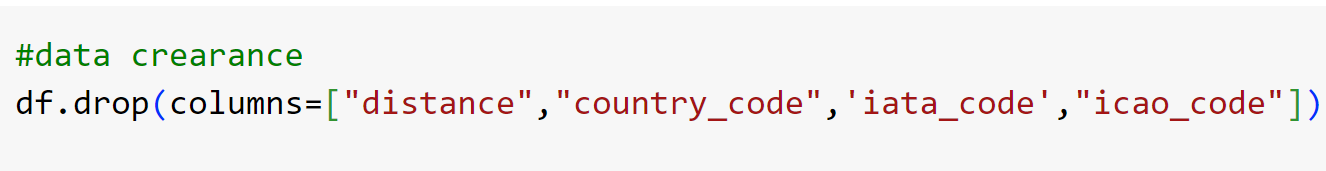 #data crearance
df.drop(columns=["distance","country_code",'iata_code',"icao_code"])